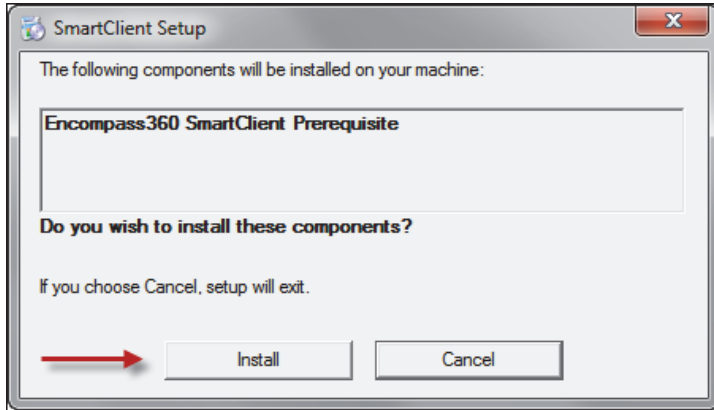 SmartClient Setup
The following components will be installed on your machine:
Encompass360 SmartClient Prerequisite
Do you wish to install these components?
If you choose Cancel, setup will exit.
Install Cancel